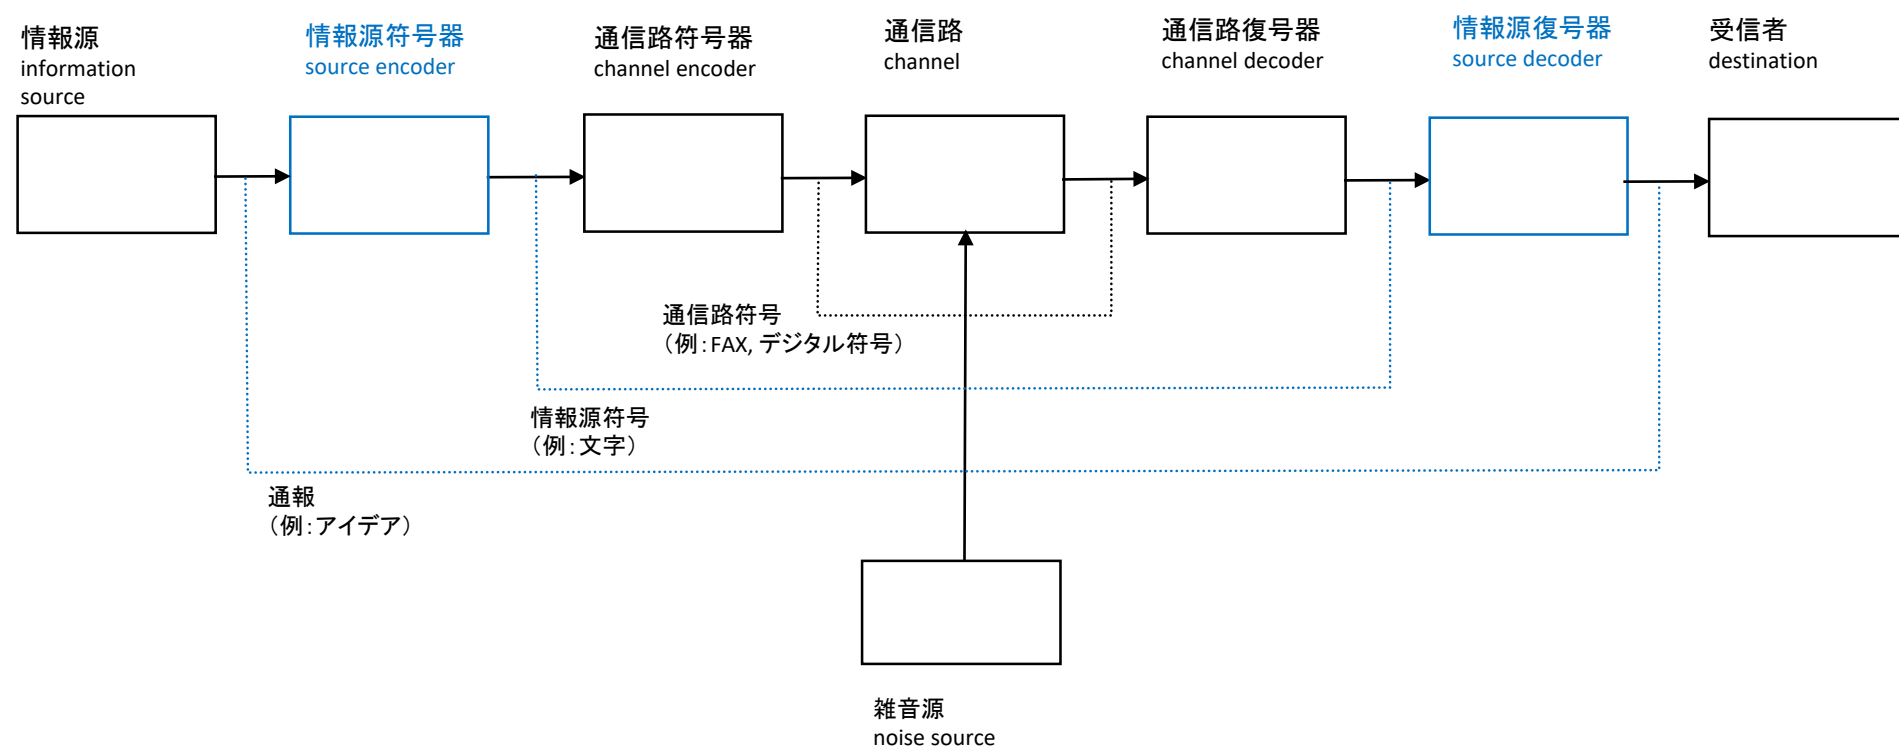 情報源
information
source
情報源符号器
source encoder
通信路符号器
channel encoder
通信路
channel
通信路復号器
channel decoder
情報源復号器
source decoder
受信者
destination
通信路符号
（例：FAX, デジタル符号）
情報源符号
（例：文字）
通報
（例：アイデア）
雑音源
noise source